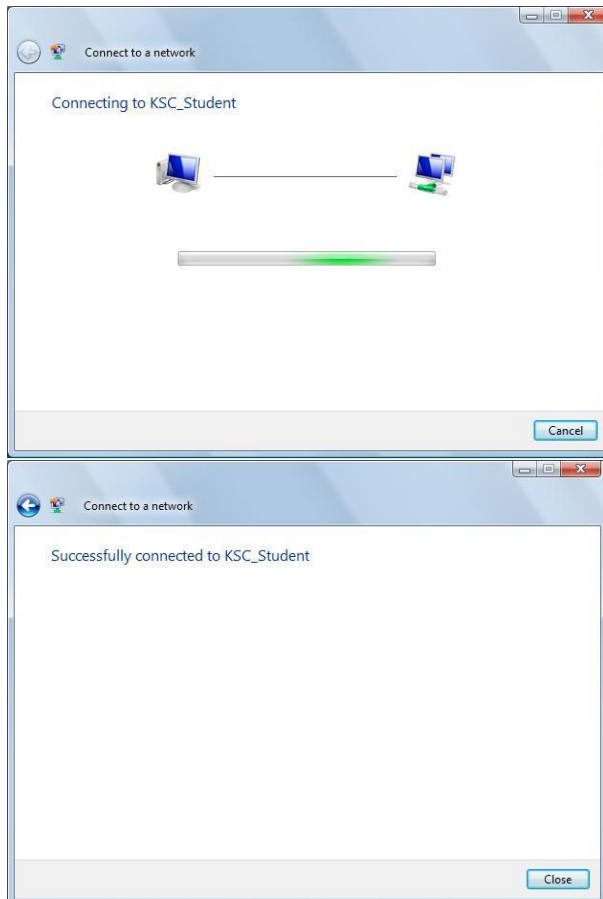 Connect to a network
Connecting to KSC_Student
Cancel
Connect to a network
Successfully connected to KSC_Student
Close